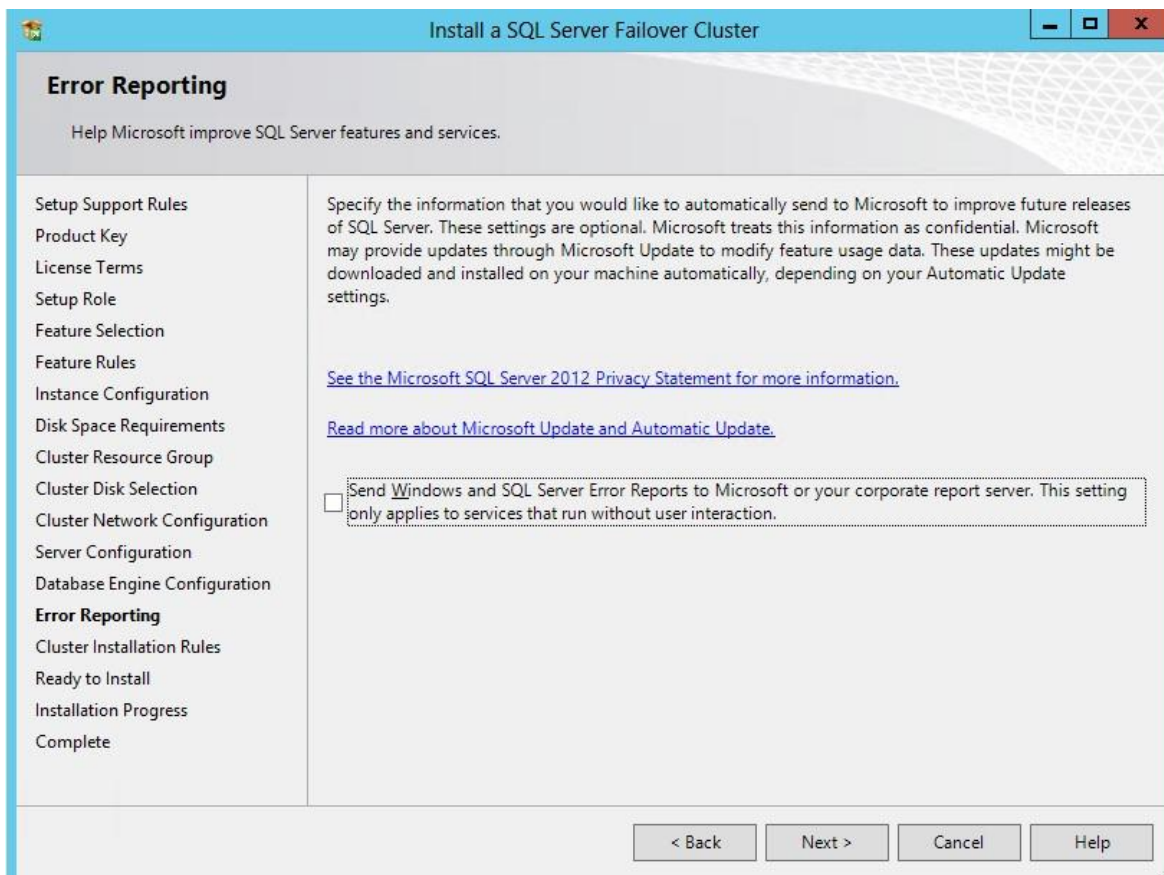 Install a SQL Server Failover Cluster
Error Reporting
Help Microsoft improve SQL Server features and services.
Setup Support Rules
Product Key
License Terms
Setup Role
Feature Selection
Feature Rules
Instance Configuration
Disk Space Requirements
Cluster Resource Group
Cluster Disk Selection
Cluster Network Configuration
Server Configuration
Database Engine Configuration
Error Reporting
Cluster Installation Rules
Ready to Install
Installation Progress
Complete
Specify the information that you would like to automatically send to Microsoft to improve future releases
of SQL Server. These settings are optional. Microsoft treats this information as confidential. Microsoft
may provide updates through Microsoft Update to modify feature usage data. These updates might be
downloaded and installed on your machine automatically, depending on your Automatic Update
settings.
See the Microsoft SQL Server 2012 Privacy Statement for more information.
Read more about Microsoft Update and Automatic Update.
Send Windows and SQL Server Error Reports to Microsoft or your corporate report server. This setting
only applies to services that run without user interaction.
< Back
Next >
Cancel
Help